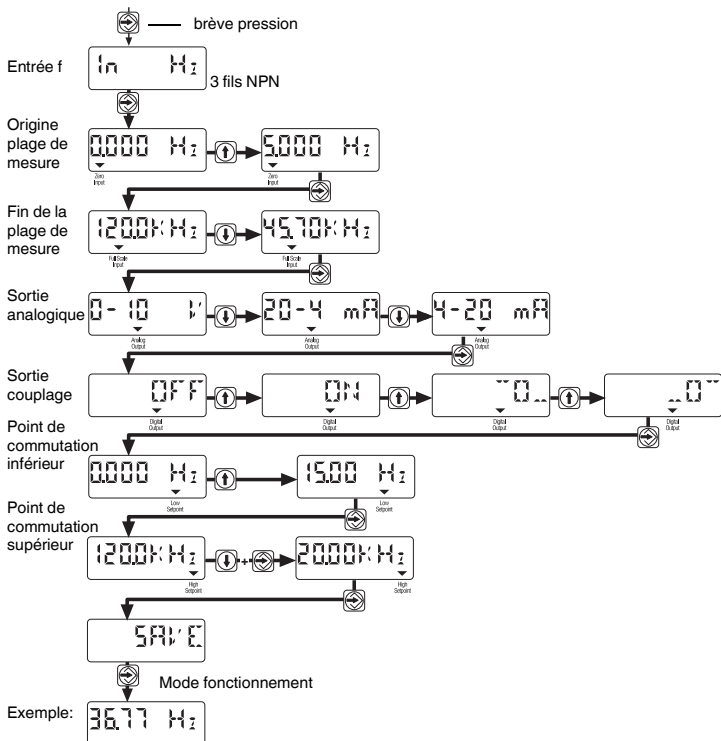 brève pression
Entrée f
In Hz
3 fils NPN
Origine
plage de
mesure
0.000 Hz
5.000 Hz
Zero
Input
Zero
Input
Fin de la
plage de
mesure
120.0kHz
45.70kHz
Full Scale
Input
Full Scale
Input
Sortie
analogique
0-10 V
20-4 mA
4-20 mA
Analog
Output
Analog
Output
Analog
Output
Sortie
couplage
OFF
ON
¯0_
_0¯
Digital
Output
Digital
Output
Digital
Output
Digital
Output
Point de
commutation
inférieur
0.000 Hz
15.00 Hz
Low
Setpoint
Low
Setpoint
Point de
commutation
supérieur
120.0kHz
+
20.00kHz
High
Setpoint
High
Setpoint
SAVE
Mode fonctionnement
Exemple:
36.77 Hz